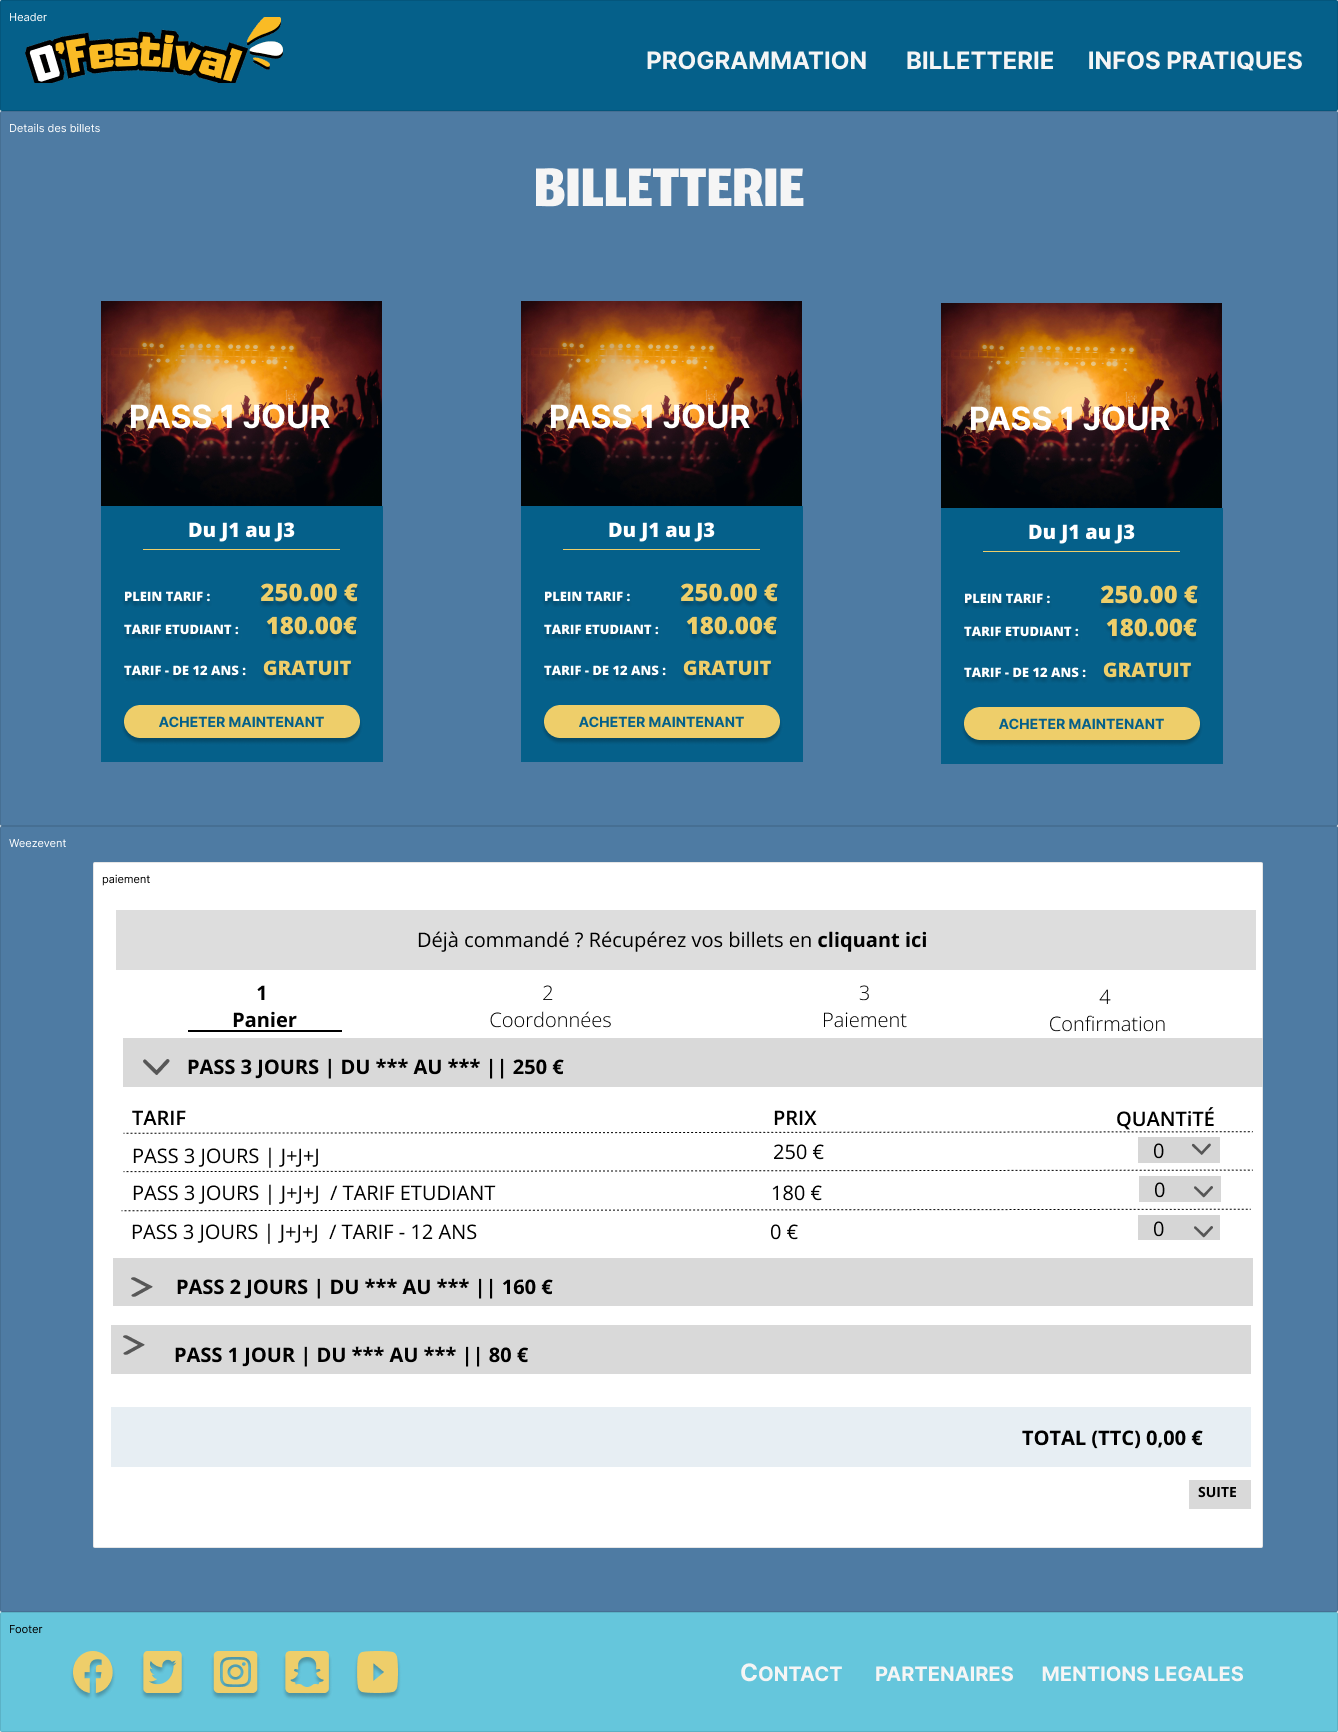 Header
O'Festival
PROGRAMMATION BILLETTERIE INFOS PRATIQUES
Details des billets
BILLETTERIE
PASS 1 JOUR
Du J1 au J3
PLEIN TARIF : 250.00 €
TARIF ETUDIANT : 180.00€
TARIF - DE 12 ANS : GRATUIT
ACHETER MAINTENANT
PASS 1 JOUR
Du J1 au J3
PLEIN TARIF : 250.00 €
TARIF ETUDIANT : 180.00€
TARIF - DE 12 ANS : GRATUIT
ACHETER MAINTENANT
PASS 1 JOUR
Du J1 au J3
PLEIN TARIF : 250.00 €
TARIF ETUDIANT : 180.00€
TARIF - DE 12 ANS : GRATUIT
ACHETER MAINTENANT
Weezevent
paiement
Déjà commandé ? Récupérez vos billets en cliquant ici
1 2 3 4
Panier Coordonnées Paiement Confirmation
PASS 3 JOURS | DU *** AU *** || 250 €
TARIF PRIX QUANTiTÉ
PASS 3 JOURS | J+J+J 250 € 0
PASS 3 JOURS | J+J+J / TARIF ETUDIANT 180 € 0
PASS 3 JOURS | J+J+J / TARIF - 12 ANS 0 € 0
> PASS 2 JOURS | DU *** AU *** || 160 €
> PASS 1 JOUR | DU *** AU *** || 80 €
TOTAL (TTC) 0,00 €
SUITE
Footer
CONTACT PARTENAIRES MENTIONS LEGALES